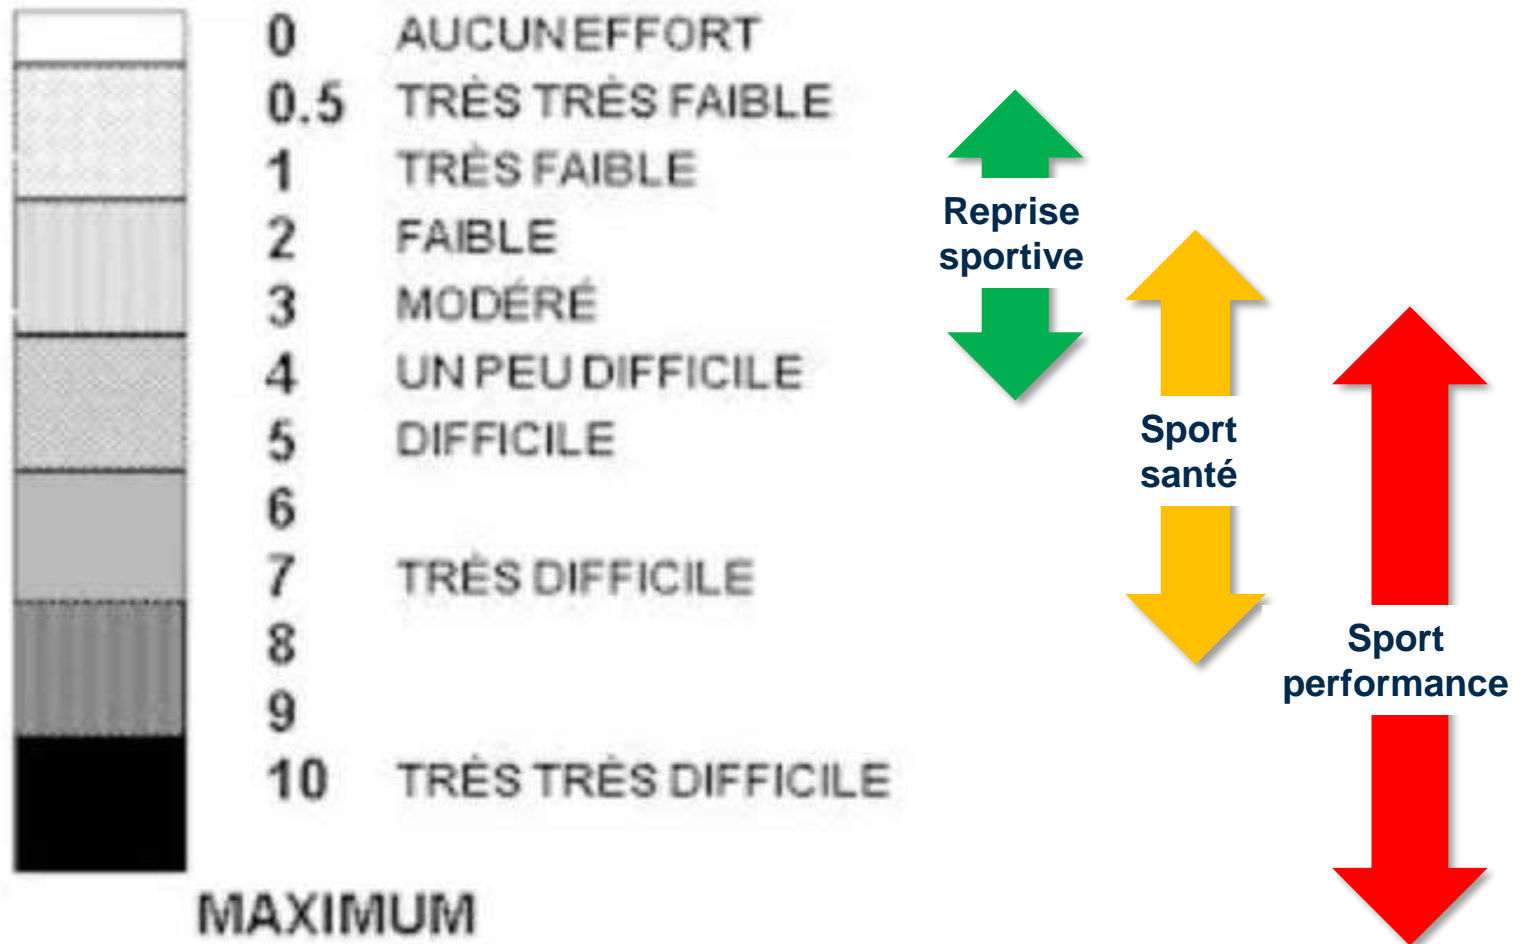 0 AUCUN EFFORT
0.5 TRÈS TRÈS FAIBLE
1 TRÈS FAIBLE
2 FAIBLE
3 MODÉRÉ
4 UN PEU DIFFICILE
5 DIFFICILE
6
7 TRÈS DIFFICILE
8
9
10 TRÈS TRÈS DIFFICILE
MAXIMUM
Reprise
sportive
Sport
santé
Sport
performance